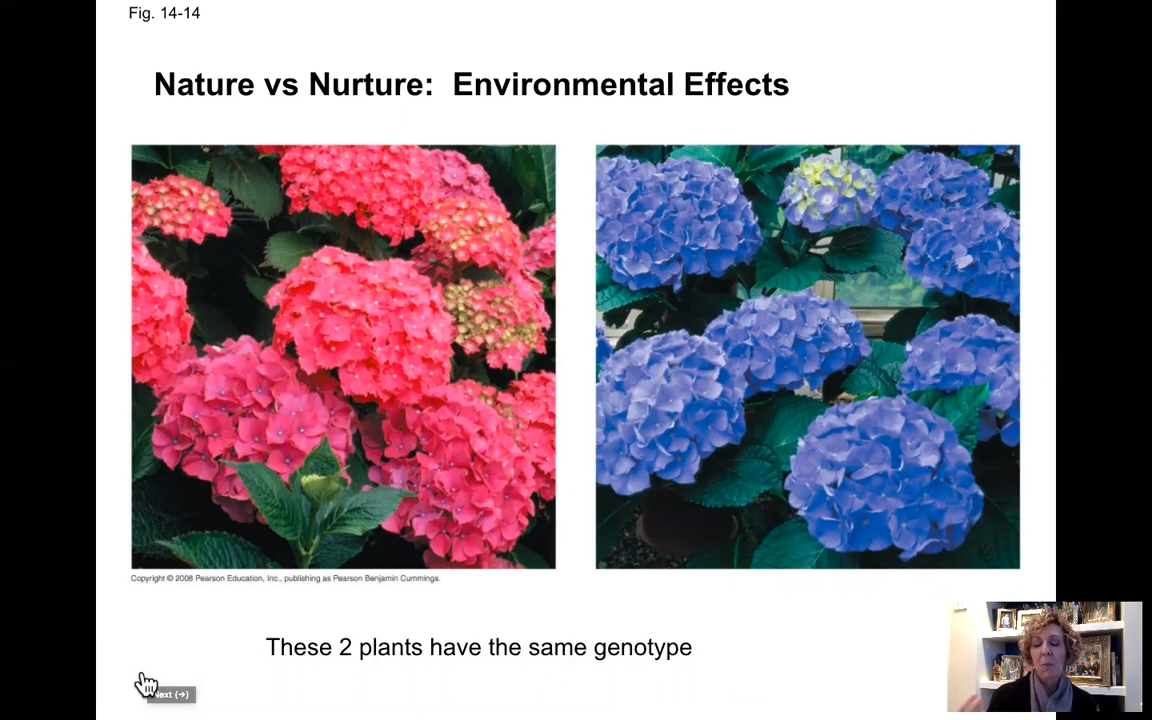 Fig. 14-14
Nature vs Nurture:  Environmental Effects
Copyright © 2008 Pearson Education, Inc., publishing as Pearson Benjamin Cummings.
These 2 plants have the same genotype
Next (→)